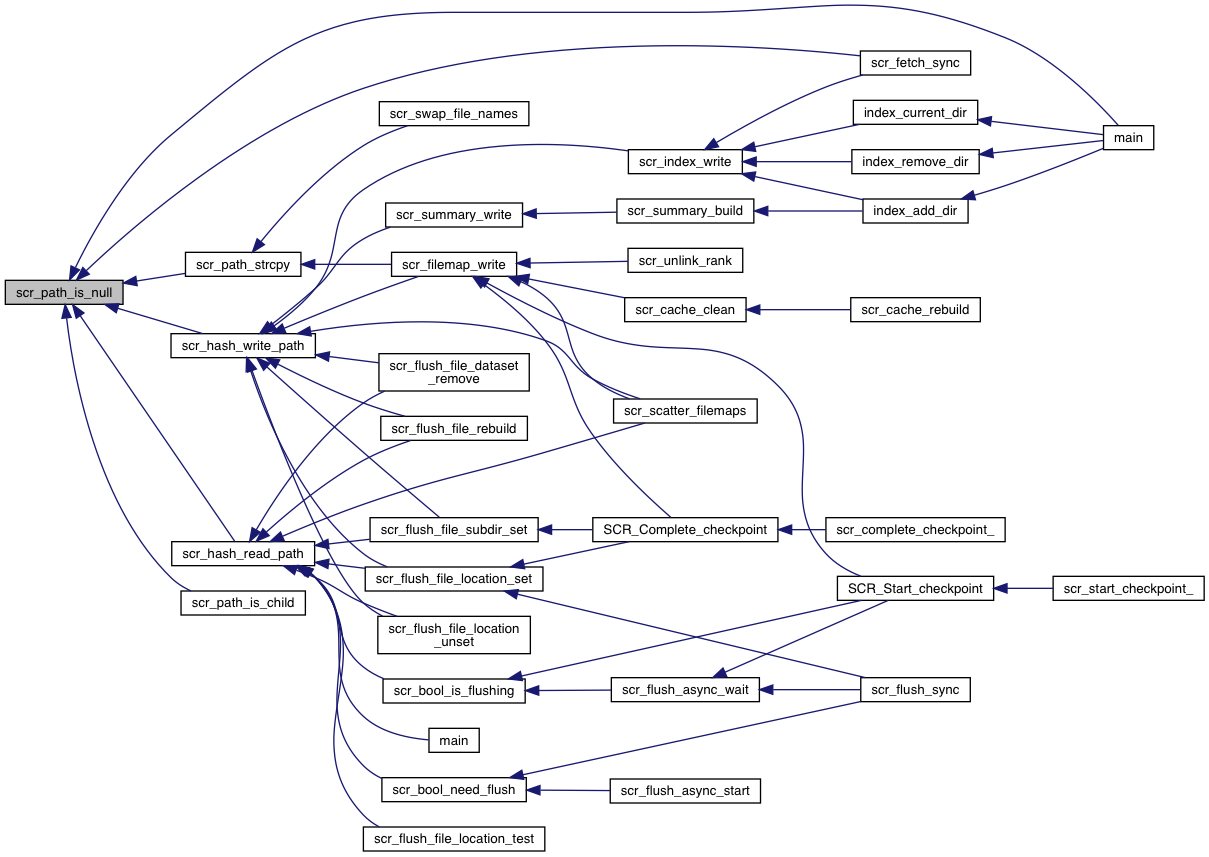 main
scr_fetch_sync
scr_swap_file_names
index_current_dir
main
scr_index_write
index_remove_dir
scr_summary_write
scr_summary_build
index_add_dir
scr_path_strcpy
scr_filemap_write
scr_unlink_rank
scr_path_is_null
scr_cache_clean
scr_cache_rebuild
scr_hash_write_path
scr_flush_file_dataset
_remove
scr_scatter_filemaps
scr_flush_file_rebuild
scr_flush_file_subdir_set
SCR_Complete_checkpoint
scr_complete_checkpoint_
scr_hash_read_path
scr_flush_file_location_set
SCR_Start_checkpoint
scr_start_checkpoint_
scr_path_is_child
scr_flush_file_location
_unset
scr_bool_is_flushing
scr_flush_async_wait
scr_flush_sync
scr_bool_need_flush
scr_flush_async_start
scr_flush_file_location_test